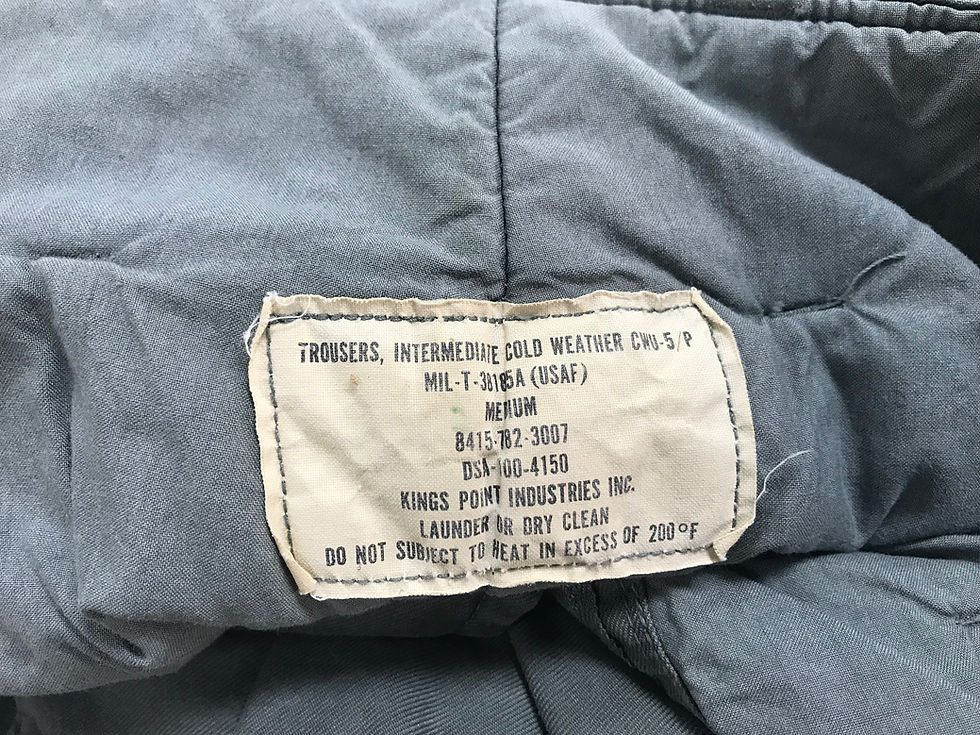 TROUSERS, INTERMEDIATE COLD WEATHER CWU-5/P
MIL-T-38185A (USAF)
MEDIUM
8415-782-3007
DSA-100-4150
KINGS POINT INDUSTRIES INC.
LAUNDER OR DRY CLEAN
DO NOT SUBJECT TO HEAT IN EXCESS OF 200°F